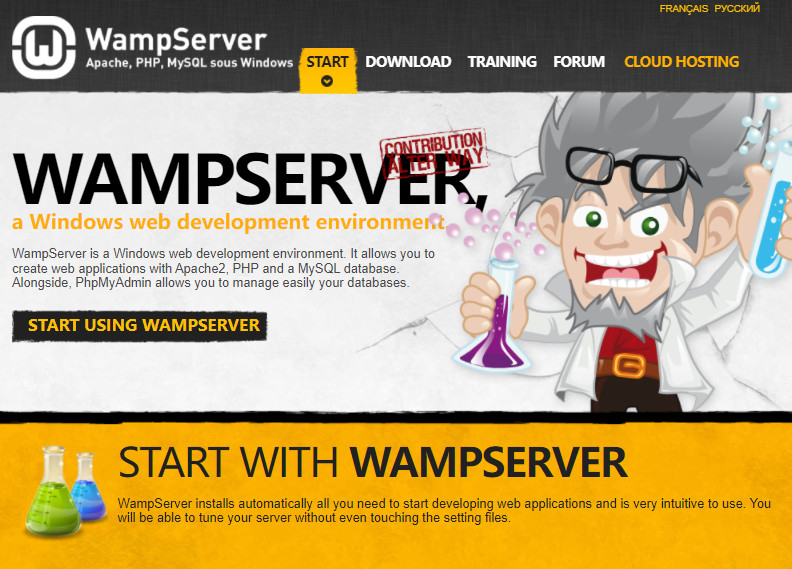 FRANÇAIS РУССКИЙ
WampServer
Apache, PHP, MySQL sous Windows
START DOWNLOAD TRAINING FORUM CLOUD HOSTING
CONTRIBUTION
ALTER WAY
WAMPSERVER,
a Windows web development environment.
WampServer is a Windows web development environment. It allows you to
create web applications with Apache2, PHP and a MySQL database.
Alongside, PhpMyAdmin allows you to manage easily your databases.
START USING WAMPSERVER
START WITH WAMPSERVER
WampServer installs automatically all you need to start developing web applications and is very intuitive to use. You
will be able to tune your server without even touching the setting files.